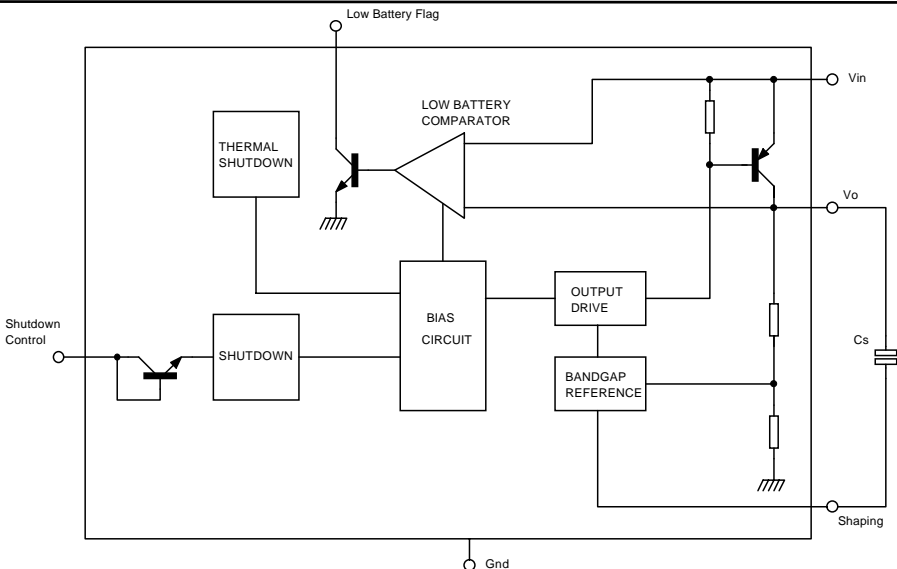 Low Battery Flag
Vin
LOW BATTERY
COMPARATOR
THERMAL
SHUTDOWN
Vo
OUTPUT
DRIVE
BIAS
CIRCUIT
Shutdown
Control
SHUTDOWN
Cs
BANDGAP
REFERENCE
Shaping
Gnd